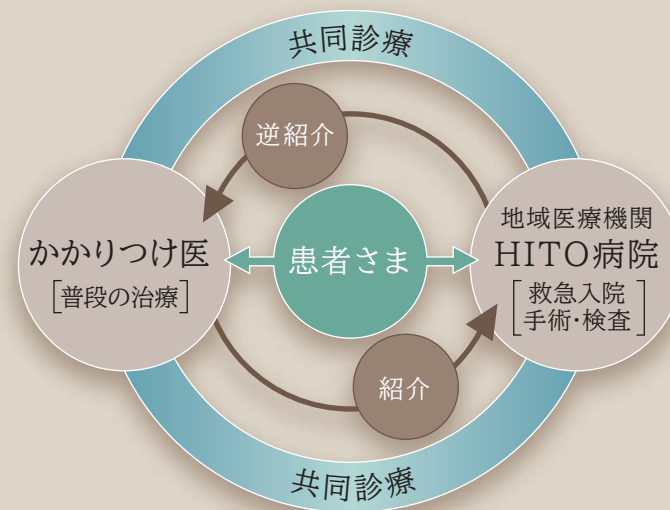 共同診療
逆紹介
かかりつけ医
[普段の治療]
患者さま
地域医療機関
HITO病院
[救急入院
手術・検査]
紹介
共同診療